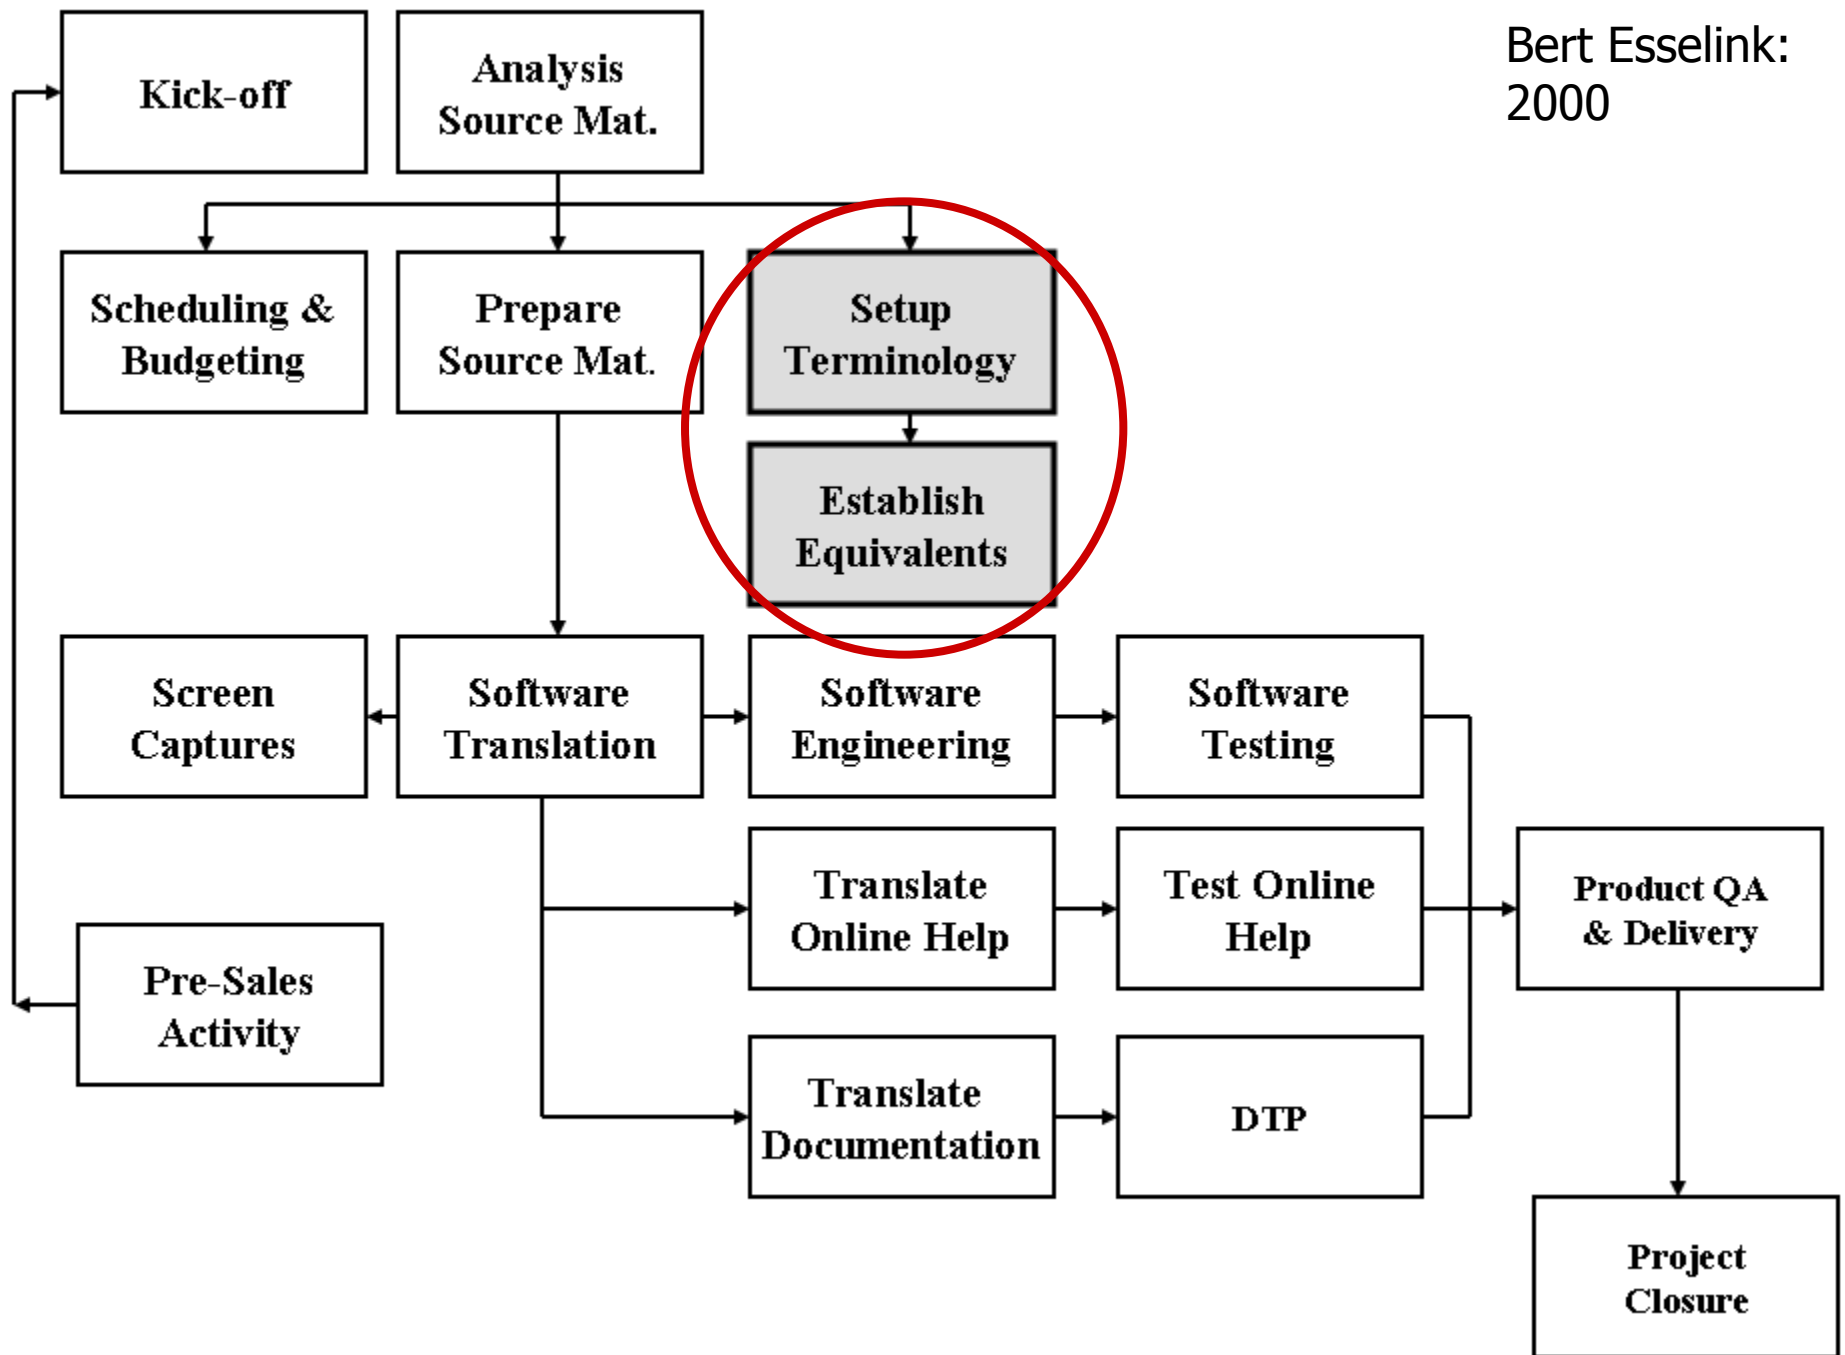 Bert Esselink:
2000
Kick-off
Analysis
Source Mat.
Scheduling &
Budgeting
Prepare
Source Mat.
Setup
Terminology
Establish
Equivalents
Screen
Captures
Software
Translation
Software
Engineering
Software
Testing
Translate
Online Help
Test Online
Help
Product QA
& Delivery
Pre-Sales
Activity
Translate
Documentation
DTP
Project
Closure